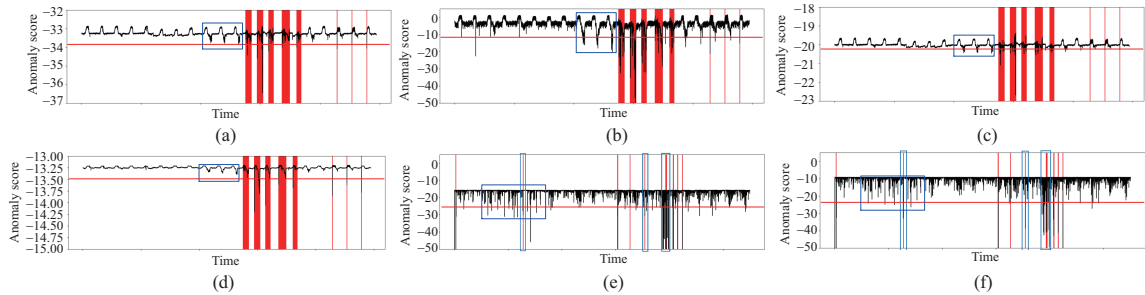 Anomaly score
−32
−33
−34
−35
−36
−37
Time
(a)
Anomaly score
0
−10
−20
−30
−40
−50
Time
(b)
Anomaly score
−18
−19
−20
−21
−22
−23
Time
(c)
Anomaly score
−13.00
−13.25
−13.50
−13.75
−14.00
−14.25
−14.50
−14.75
−15.00
Time
(d)
Anomaly score
0
−10
−20
−30
−40
−50
Time
(e)
Anomaly score
0
−10
−20
−30
−40
−50
Time
(f)